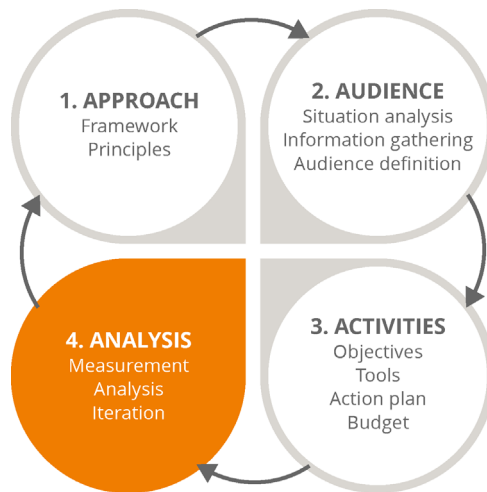 1. APPROACH
Framework
Principles
2. AUDIENCE
Situation analysis
Information gathering
Audience definition
3. ACTIVITIES
Objectives
Tools
Action plan
Budget
4. ANALYSIS
Measurement
Analysis
Iteration